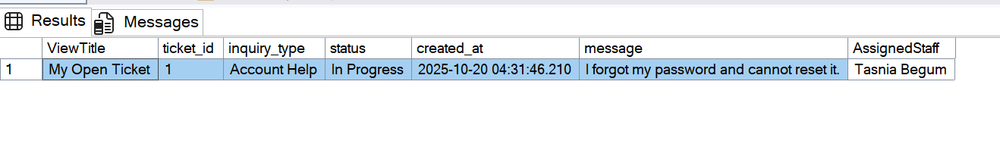 Results Messages
ViewTitle ticket_id inquiry_type status created_at message AssignedStaff
1 My Open Ticket 1 Account Help In Progress 2025-10-20 04:31:46.210 I forgot my password and cannot reset it. Tasnia Begum